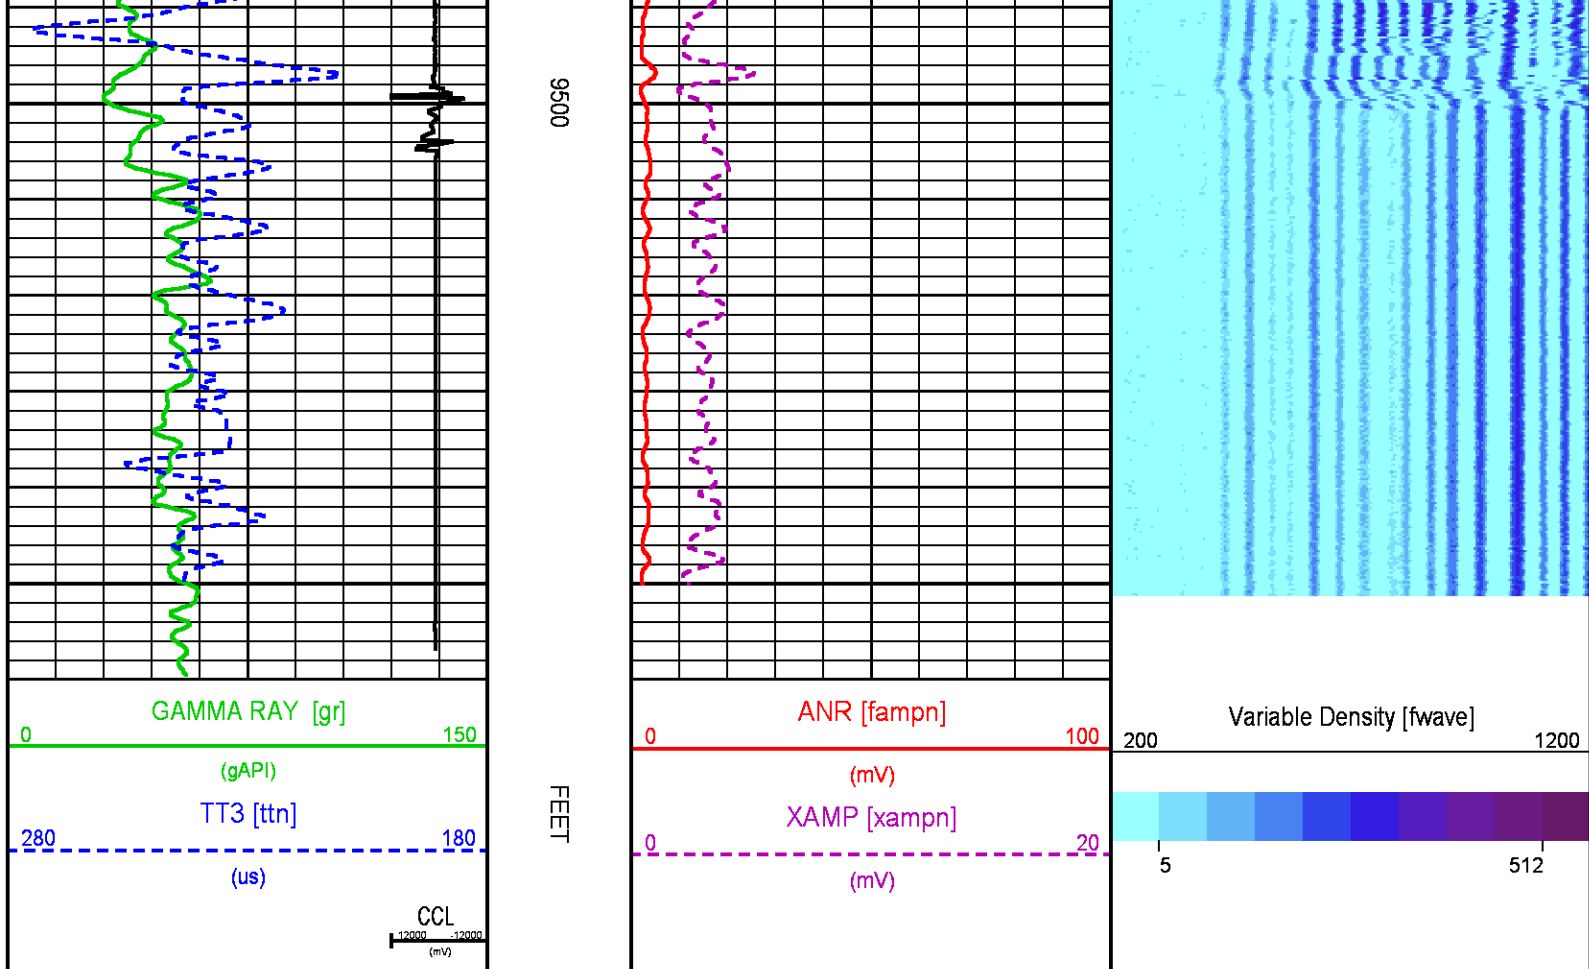 9500
FEET
GAMMA RAY [gr]
0 150
(gAPI)
TT3 [ttn]
280 180
(us)
CCL
12000 -12000
(mV)
ANR [fampn]
0 100
(mV)
XAMP [xampn]
0 20
(mV)
Variable Density [fwave]
200 1200
5 512